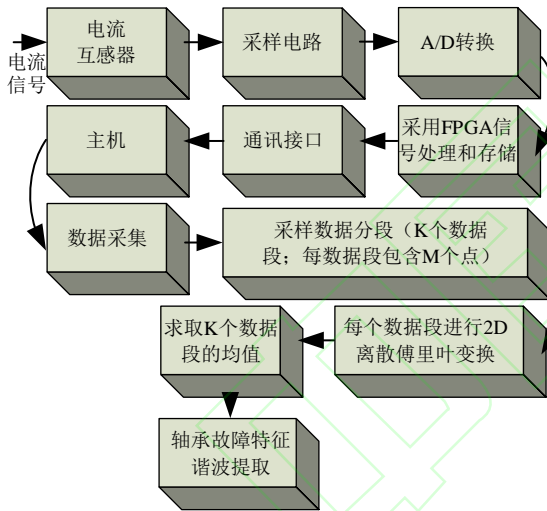 电流
信号
电流
互感器
采样电路
A/D转换
采用FPGA信
号处理和存储
通讯接口
主机
数据采集
采样数据分段（K个数据
段；每数据段包含M个点）
每个数据段进行2D
离散傅里叶变换
求取K个数据
段的均值
轴承故障特征
谐波提取